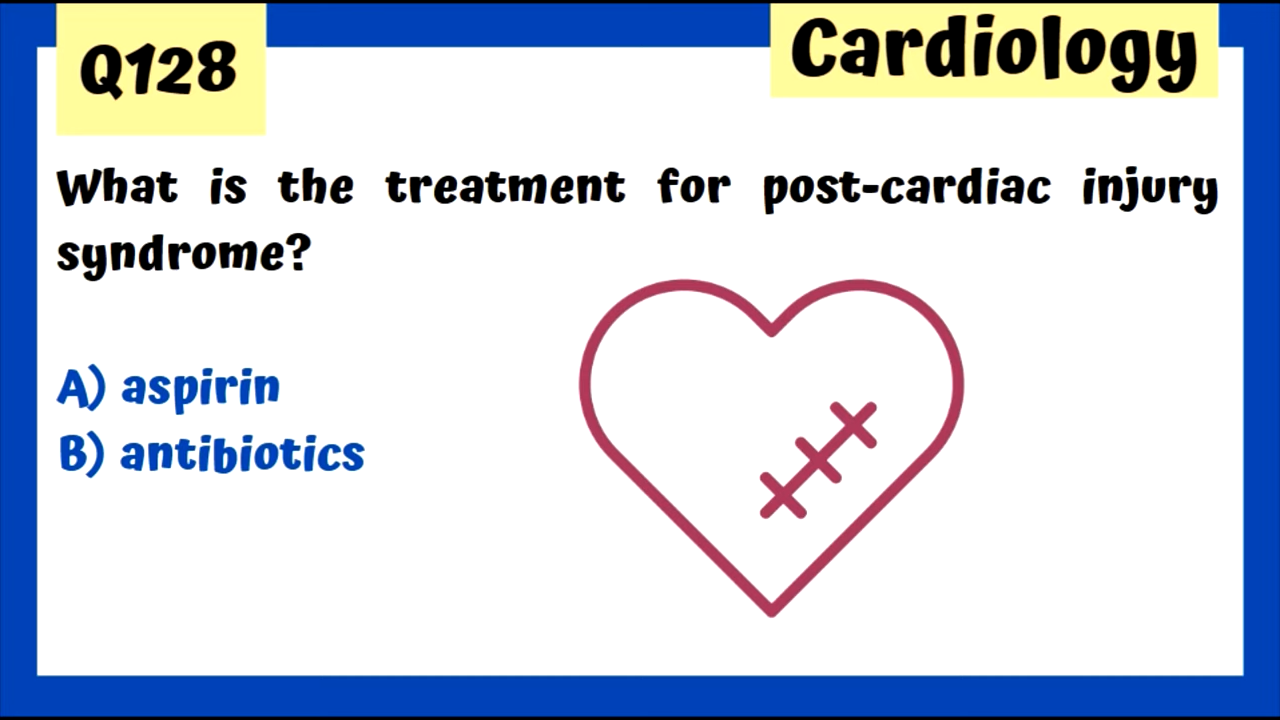 Q128
Cardiology
What is the treatment for post-cardiac injury
syndrome?
A) aspirin
B) antibiotics